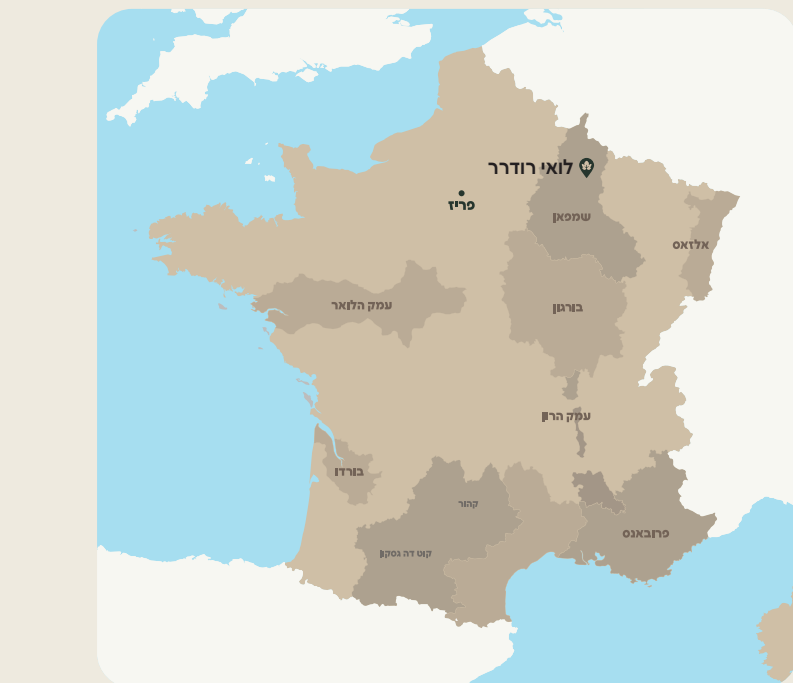 לואי רודרר
פריז
שמפאן
אלזאס
עמק הלואר
בורגון
עמק הרון
בורדו
קהור
פרובאנס
קוט דה גסקון